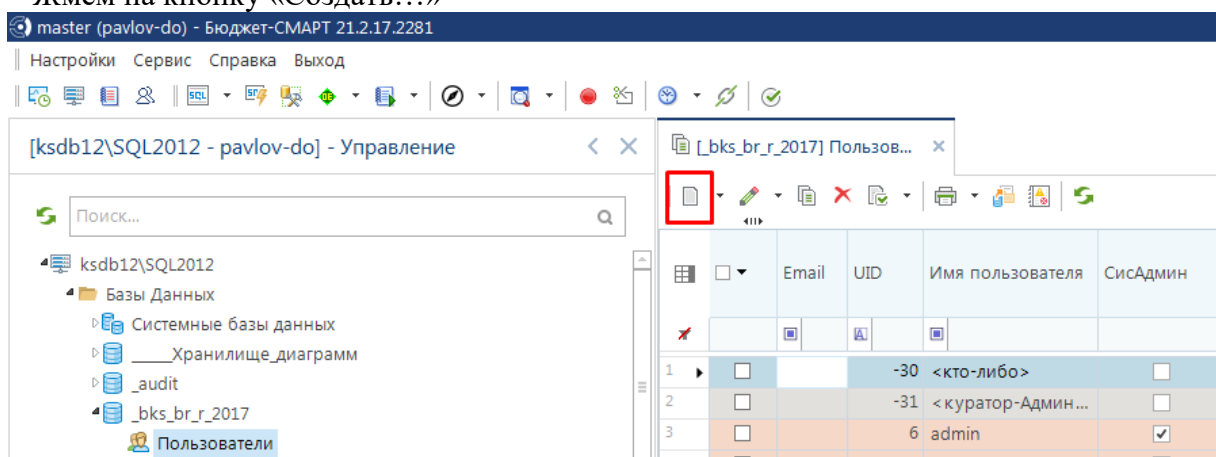 Жмем на кнопку «Создать…»
master (pavlov-do) - Бюджет-СМАРТ 21.2.17.2281
Настройки Сервис Справка Выход
[ksdb12\SQL2012 - pavlov-do] - Управление
[_bks_br_r_2017] Пользов...
Поиск...
ksdb12\SQL2012
Базы Данных
Системные базы данных
_____Хранилище_диаграмм
_audit
_bks_br_r_2017
Пользователи
Email UID Имя пользователя СисАдмин
1 -30 <кто-либо>
2 -31 <куратор-Админ...
3 6 admin